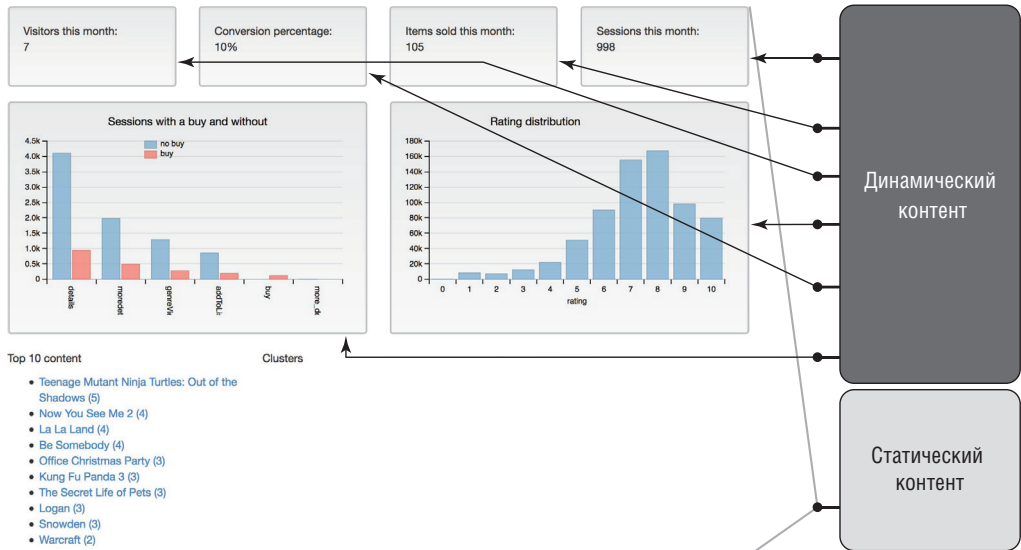 Visitors this month:
7
Conversion percentage:
10%
Items sold this month:
105
Sessions this month:
998
Sessions with a buy and without
no buy
buy
4.5k
4.0k
3.5k
3.0k
2.5k
2.0k
1.5k
1.0k
0.5k
0
details
moredet
genreVie
addToLis
buy
more_de
Rating distribution
180k
160k
140k
120k
100k
80k
60k
40k
20k
0
0 1 2 3 4 5 6 7 8 9 10
rating
Динамический
контент
Top 10 content
Clusters
Teenage Mutant Ninja Turtles: Out of the
Shadows (5)
Now You See Me 2 (4)
La La Land (4)
Be Somebody (4)
Office Christmas Party (3)
Kung Fu Panda 3 (3)
The Secret Life of Pets (3)
Logan (3)
Snowden (3)
Warcraft (2)
Статический
контент